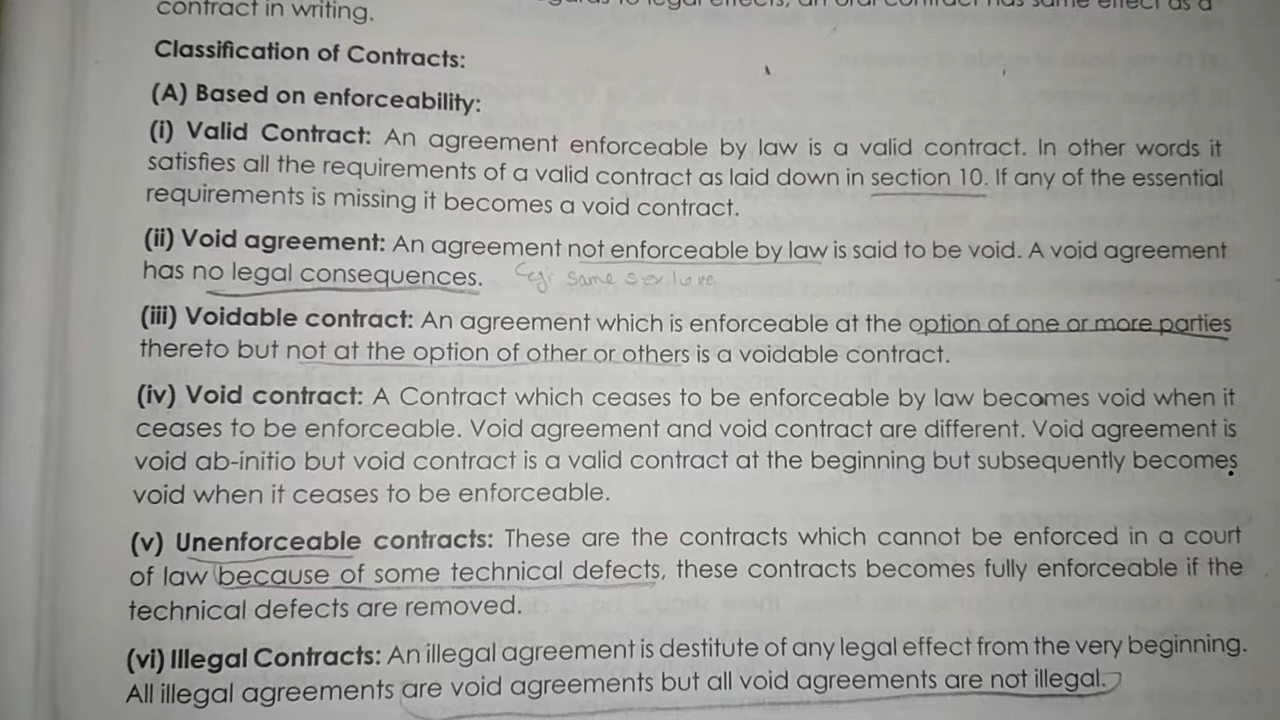 contract in writing.
Classification of Contracts:
(A) Based on enforceability:
(i) Valid Contract: An agreement enforceable by law is a valid contract. In other words it
satisfies all the requirements of a valid contract as laid down in section 10. If any of the essential
requirements is missing it becomes a void contract.
(ii) Void agreement: An agreement not enforceable by law is said to be void. A void agreement
has no legal consequences. Eg: same sex love
(iii) Voidable contract: An agreement which is enforceable at the option of one or more parties
thereto but not at the option of other or others is a voidable contract.
(iv) Void contract: A Contract which ceases to be enforceable by law becomes void when it
ceases to be enforceable. Void agreement and void contract are different. Void agreement is
void ab-initio but void contract is a valid contract at the beginning but subsequently becomes
void when it ceases to be enforceable.
(v) Unenforceable contracts: These are the contracts which cannot be enforced in a court
of law because of some technical defects, these contracts becomes fully enforceable if the
technical defects are removed.
(vi) Illegal Contracts: An illegal agreement is destitute of any legal effect from the very beginning.
All illegal agreements are void agreements but all void agreements are not illegal.